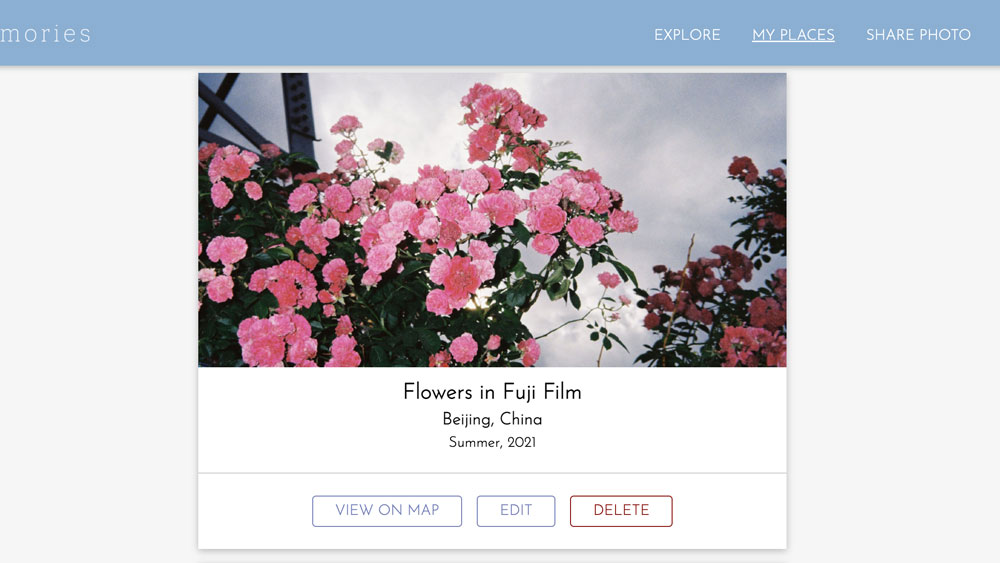 mories
EXPLORE MY PLACES SHARE PHOTO
Flowers in Fuji Film
Beijing, China
Summer, 2021
VIEW ON MAP EDIT DELETE